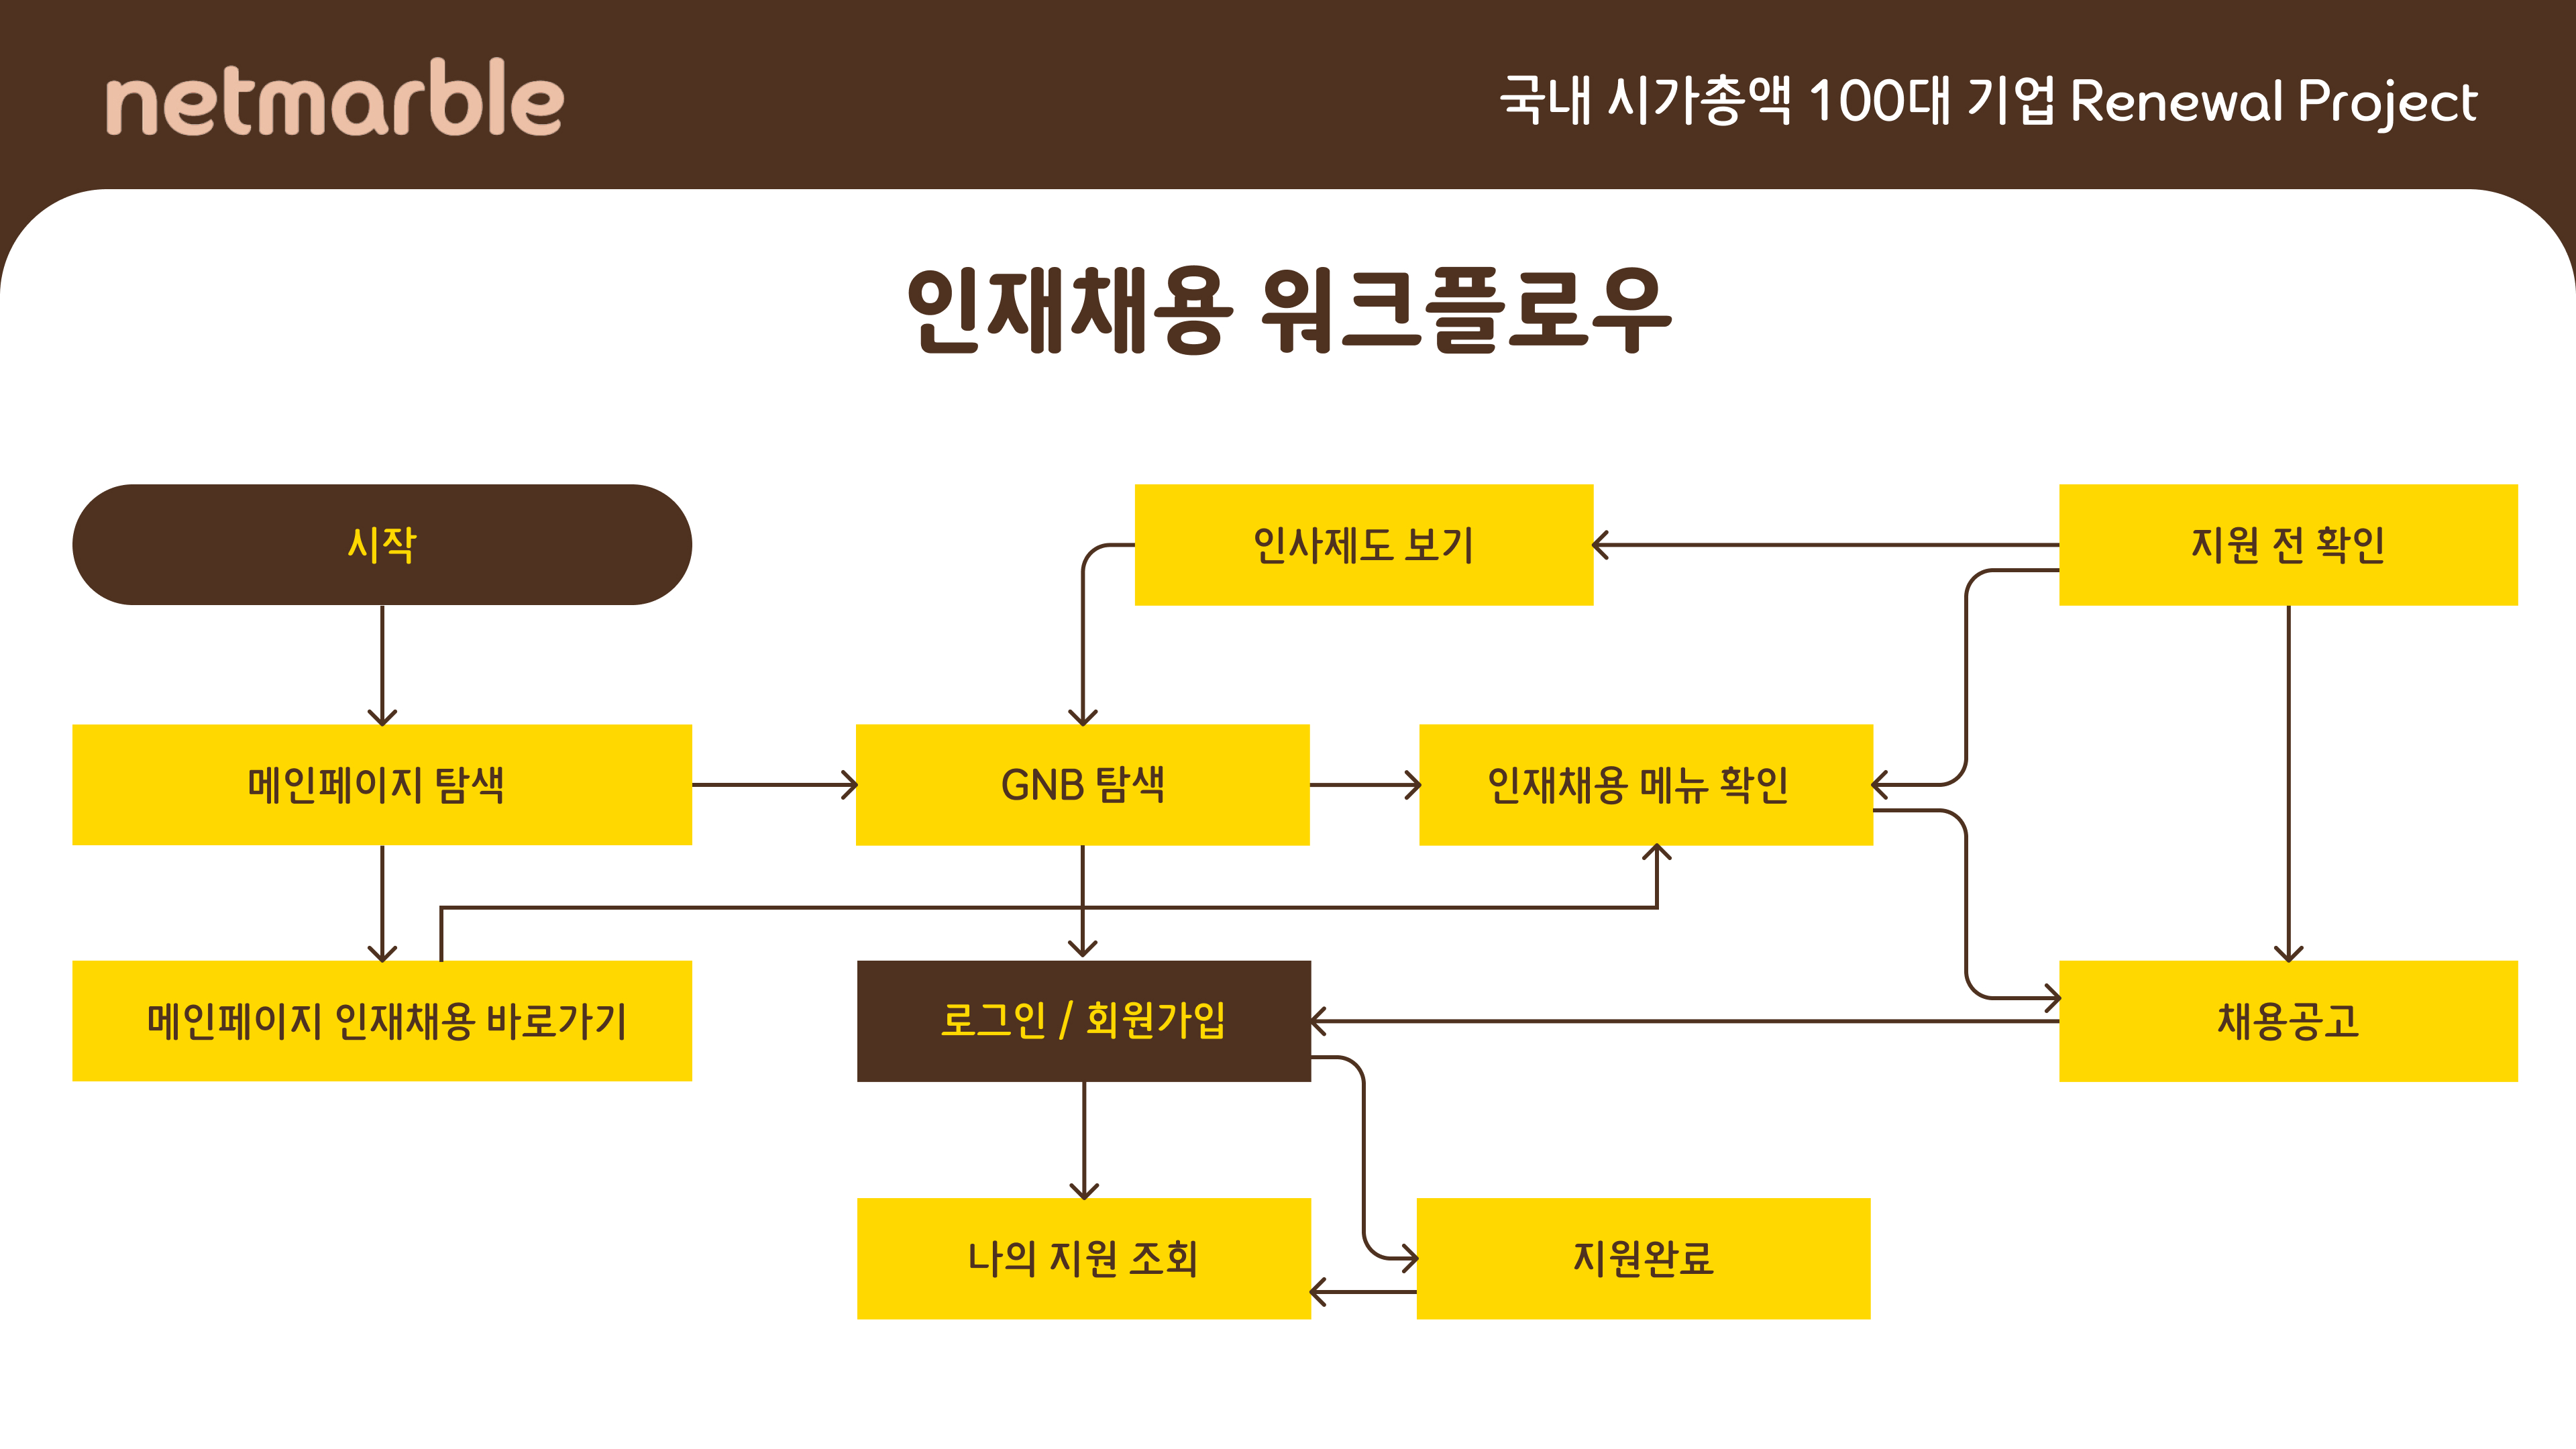 netmarble
국내 시가총액 100대 기업 Renewal Project
인재채용 워크플로우
시작
인사제도 보기
지원 전 확인
메인페이지 탐색
GNB 탐색
인재채용 메뉴 확인
메인페이지 인재채용 바로가기
로그인 / 회원가입
채용공고
나의 지원 조회
지원완료